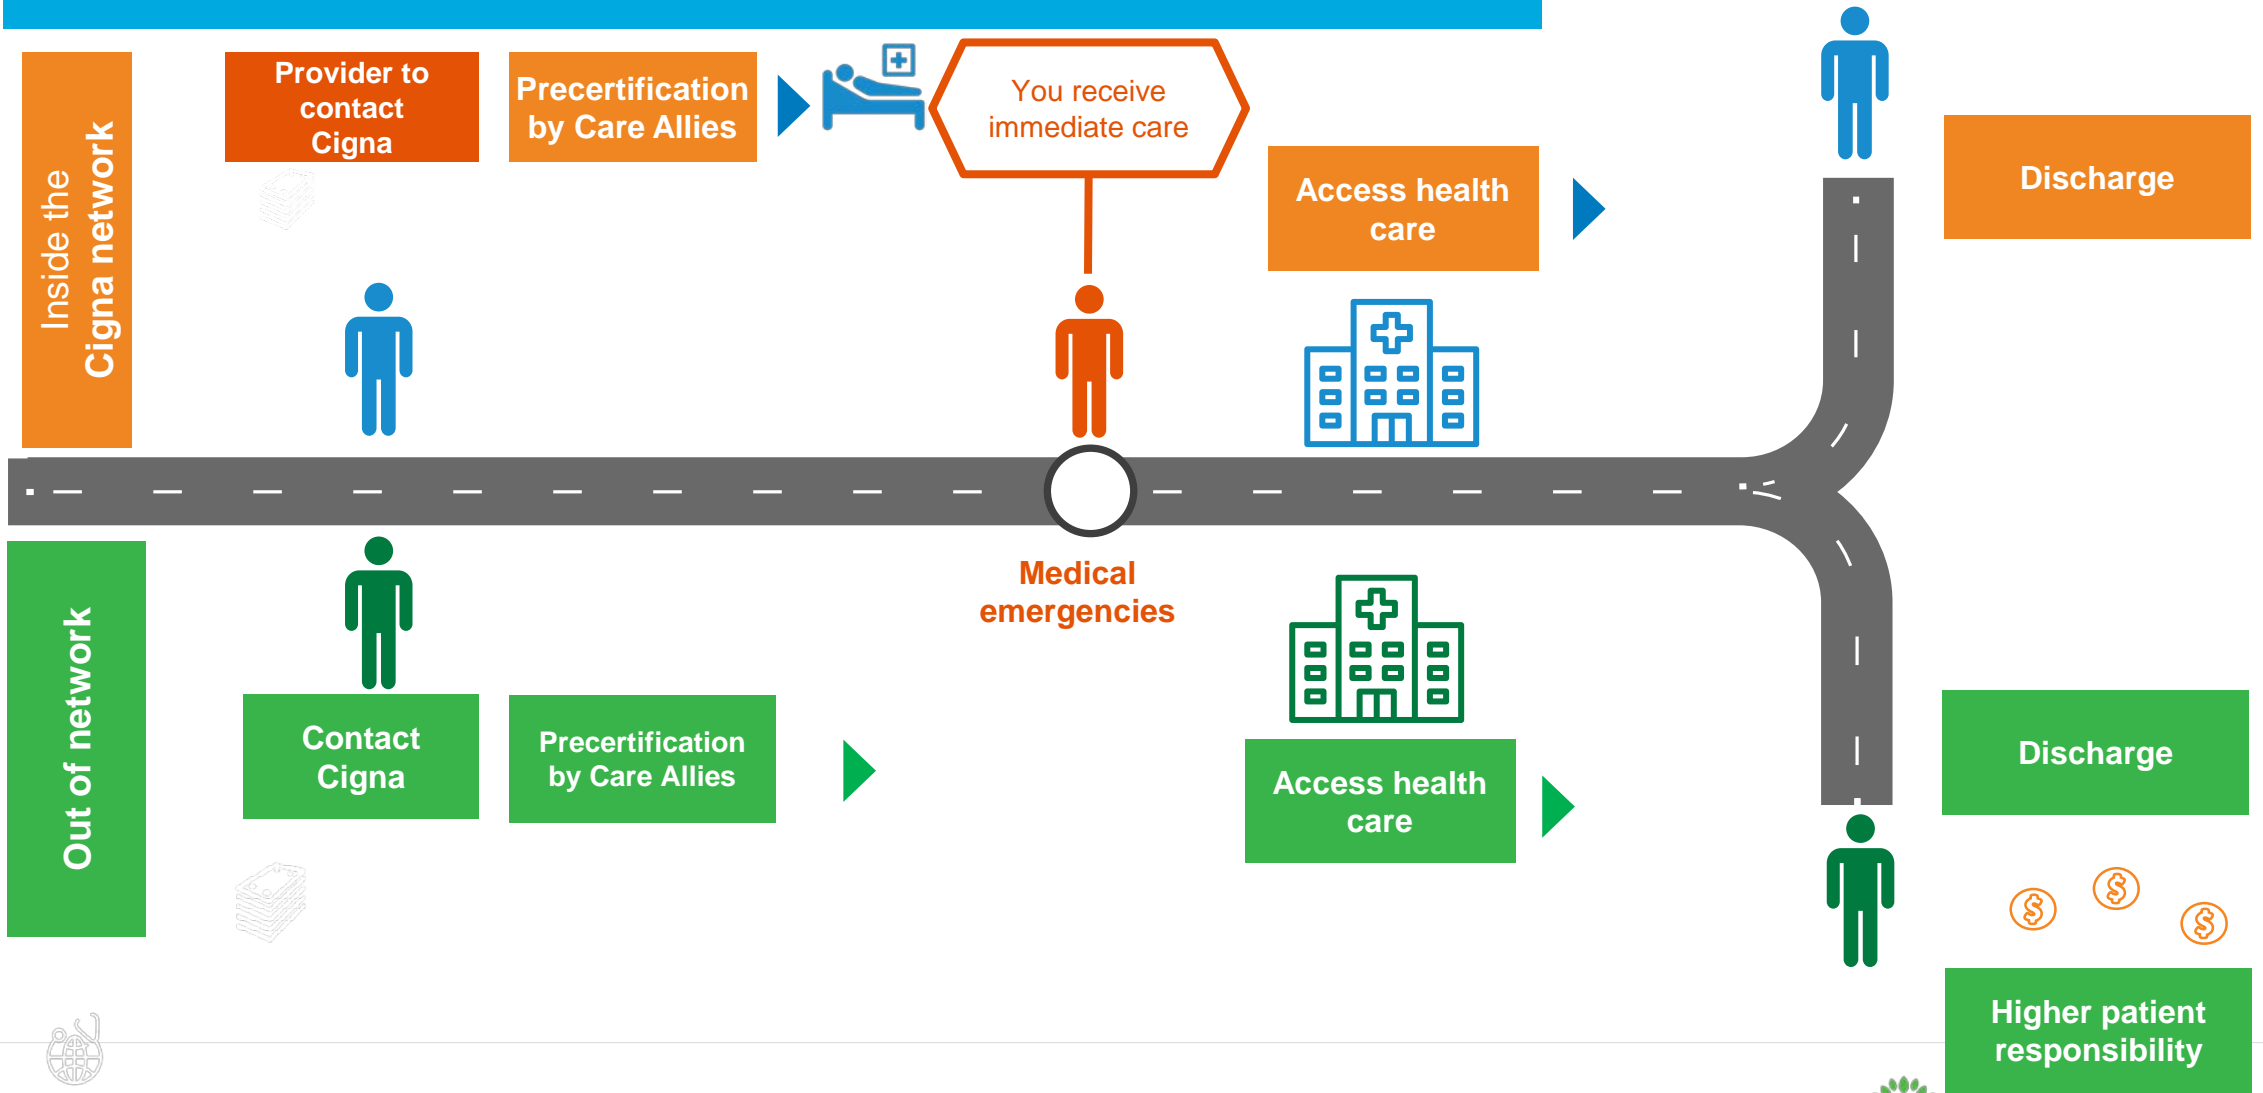 Inside the
Cigna network
Provider to
contact
Cigna
Precertification
by Care Allies
You receive
immediate care
Access health
care
Discharge
Medical
emergencies
Out of network
Contact
Cigna
Precertification
by Care Allies
Access health
care
Discharge
Higher patient
responsibility